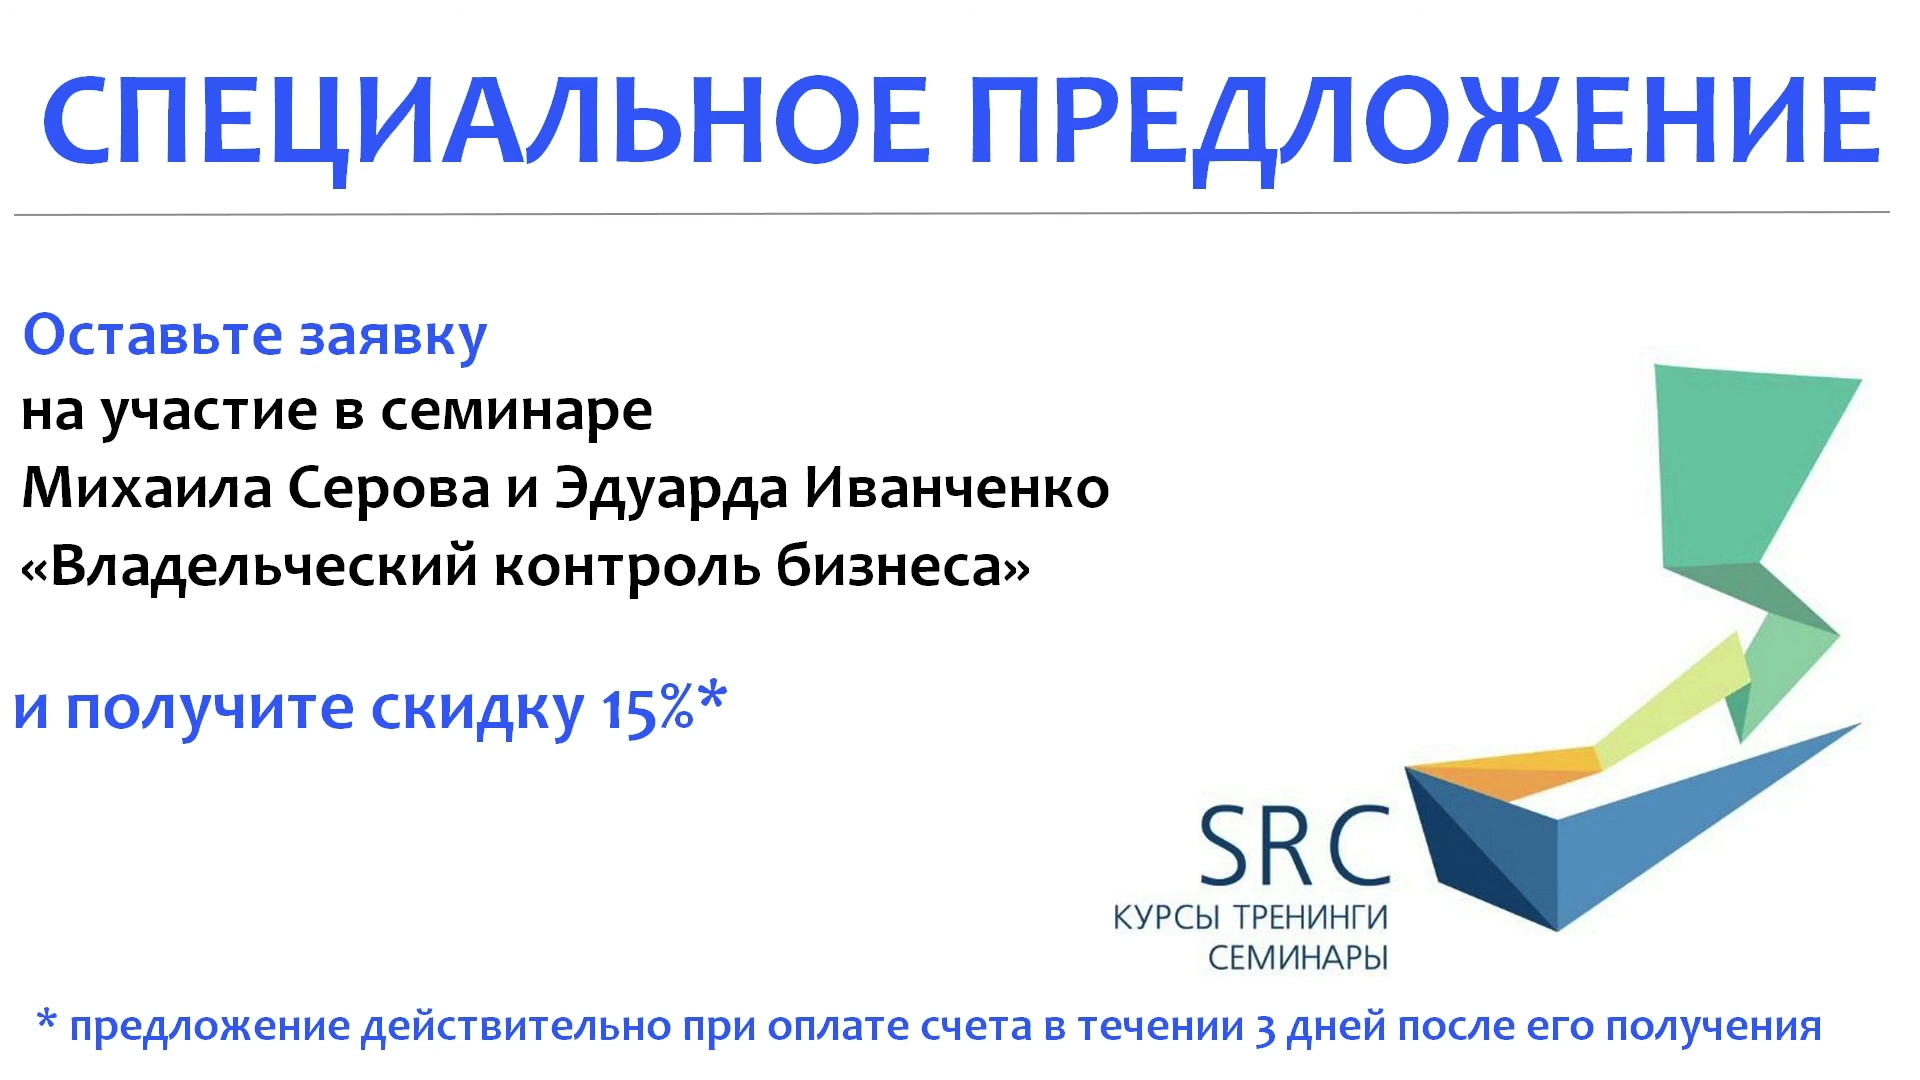 СПЕЦИАЛЬНОЕ ПРЕДЛОЖЕНИЕ
Оставьте заявку
на участие в семинаре
Михаила Серова и Эдуарда Иванченко
«Владельческий контроль бизнеса»
и получите скидку 15%*
SRC
КУРСЫ ТРЕНИНГИ
СЕМИНАРЫ
* предложение действительно при оплате счета в течении 3 дней после его получения